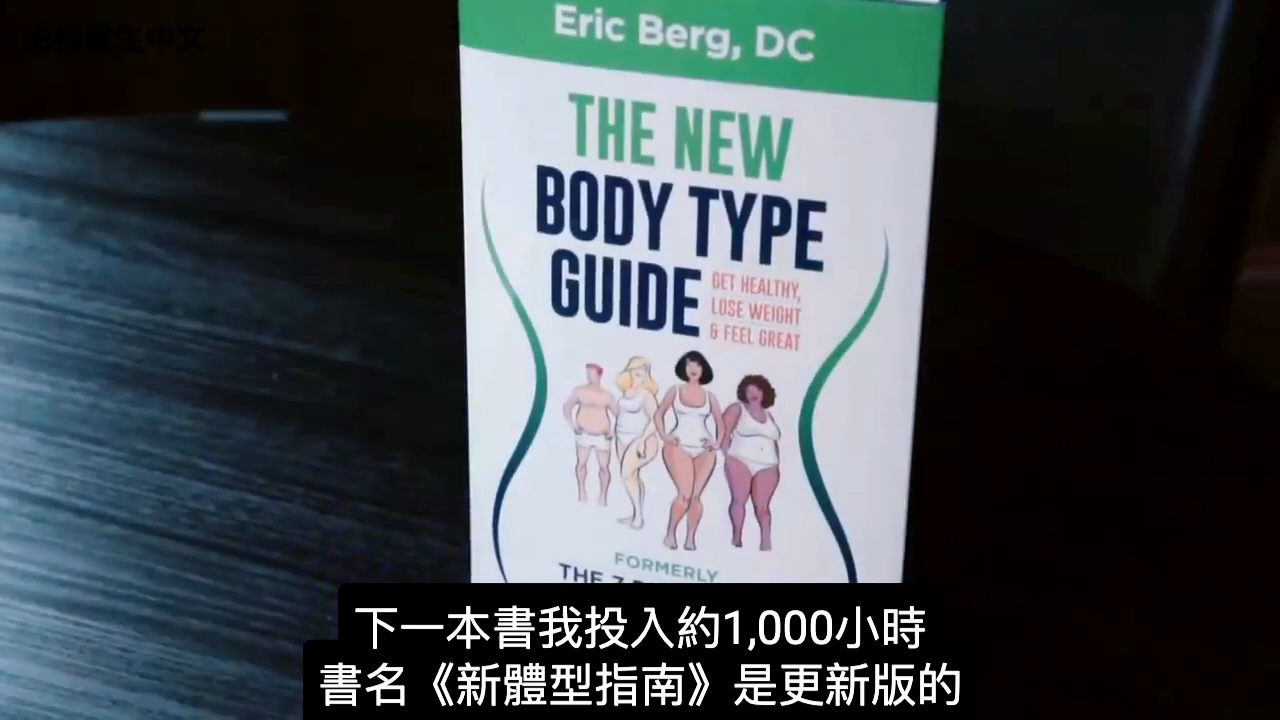 Eric Berg, DC
THE NEW
BODY TYPE
GUIDE
GET HEALTHY,
LOSE WEIGHT
& FEEL GREAT
FORMERLY
THE 7
下一本書我投入約1,000小時
書名《新體型指南》是更新版的